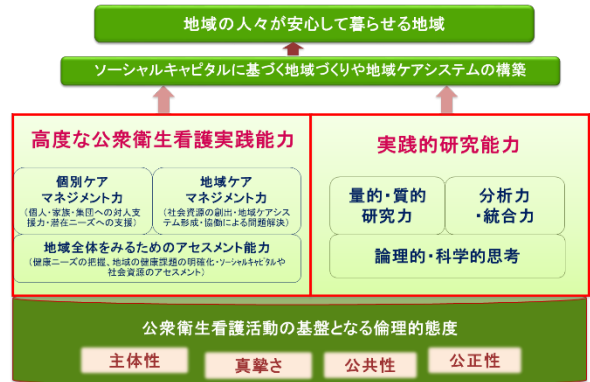 地域の人々が安心して暮らせる地域
ソーシャルキャピタルに基づく地域づくりや地域ケアシステムの構築
高度な公衆衛生看護実践能力
個別ケア
マネジメント力
(個人・家族・集団への対人支
援力・潜在ニーズへの支援)
地域ケア
マネジメント力
(社会資源の創出・地域ケアシス
テム形成・協働による問題解決)
地域全体をみるためのアセスメント能力
(健康ニーズの把握、地域の健康課題の明確化・ソーシャルキャピタルや
社会資源のアセスメント)
実践的研究能力
量的・質的
研究力
分析力
・統合力
論理的・科学的思考
公衆衛生看護活動の基盤となる倫理的態度
主体性
真摯さ
公共性
公正性